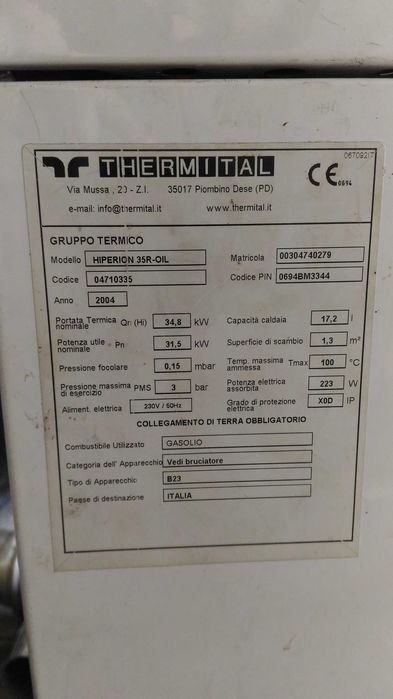 THERMITAL
067092IT
Via Mussa , 20 - Z.I. 35017 Piombino Dese (PD)
CE 0694
e-mail: info@thermital.it www.thermital.it
GRUPPO TERMICO
Modello HIPERION 35R-OIL Matricola 00304740279
Codice 04710335 Codice PIN 0694BM3344
Anno 2004
Portata Termica nominale Qn (Hi) 34,8 kW Capacità caldaia 17,2 l
Potenza utile nominale Pn 31,5 kW Superficie di scambio 1,3 m²
Pressione focolare 0,15 mbar Temp. massima ammessa Tmax 100 °C
Pressione massima di esercizio PMS 3 bar Potenza elettrica assorbita 223 W
Aliment. elettrica 230V / 50Hz Grado di protezione elettrica X0D IP
COLLEGAMENTO DI TERRA OBBLIGATORIO
Combustibile Utilizzato GASOLIO
Categoria dell' Apparecchio Vedi bruciatore
Tipo di Apparecchio B23
Paese di destinazione ITALIA